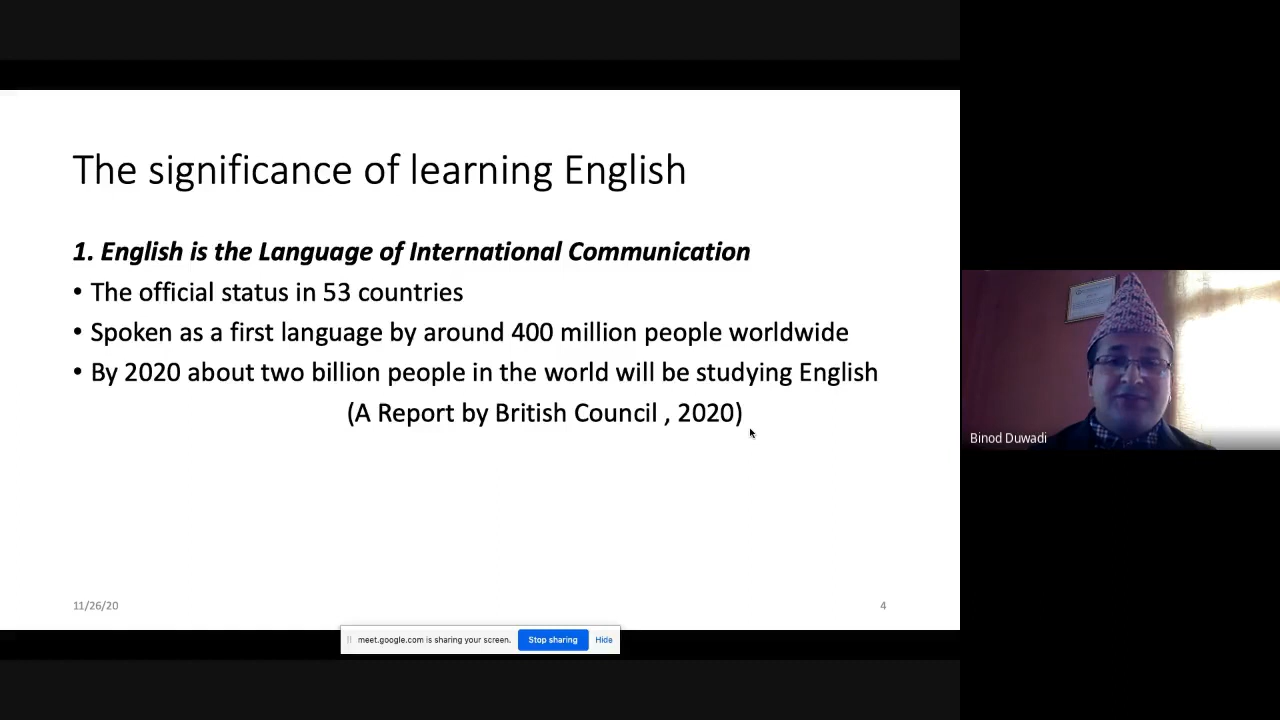 The significance of learning English
1. English is the Language of International Communication
• The official status in 53 countries
• Spoken as a first language by around 400 million people worldwide
• By 2020 about two billion people in the world will be studying English
(A Report by British Council , 2020)
11/26/20
4
meet.google.com is sharing your screen.
Stop sharing
Hide
Binod Duwadi